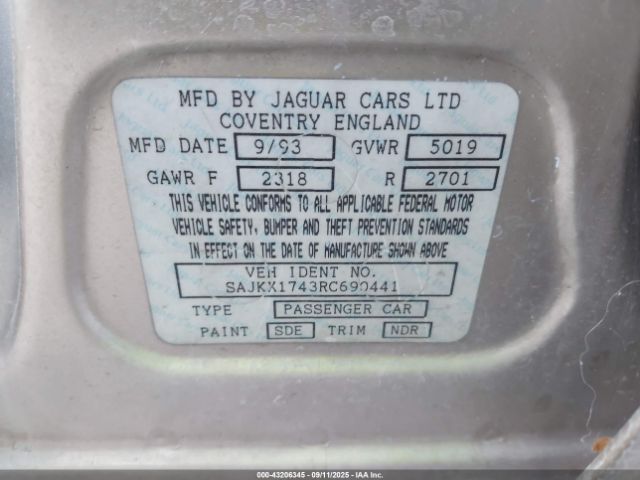 MFD BY JAGUAR CARS LTD
COVENTRY ENGLAND
MFD DATE 9/93 GVWR 5019
GAWR F 2318 R 2701
THIS VEHICLE CONFORMS TO ALL APPLICABLE FEDERAL MOTOR
VEHICLE SAFETY, BUMPER AND THEFT PREVENTION STANDARDS
IN EFFECT ON THE DATE OF MANUFACTURE SHOWN ABOVE
VEH IDENT NO.
SAJKX1743RC690441
TYPE PASSENGER CAR
PAINT SDE TRIM NDR
000-43206345 - 09/11/2025 - IAA Inc.